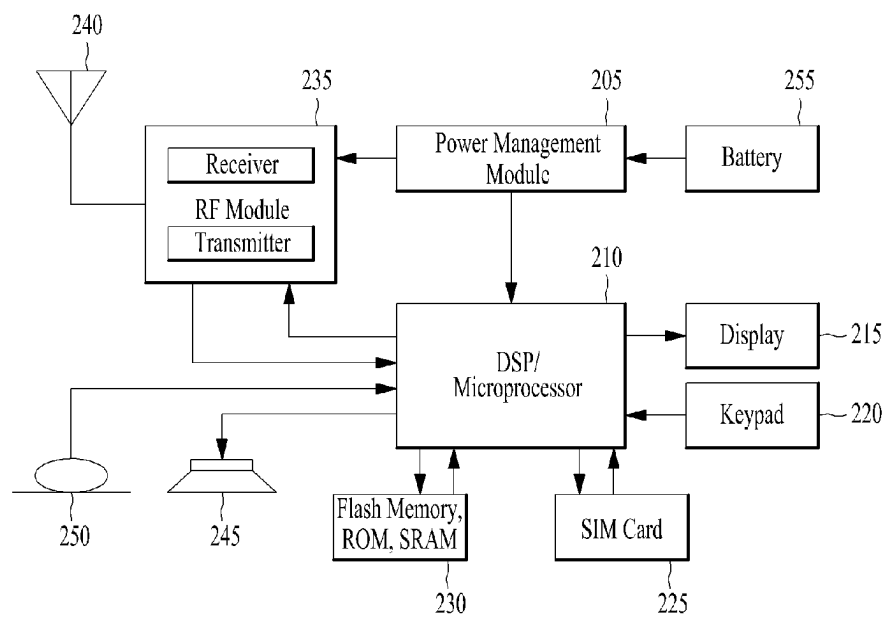 240
235
205
255
Receiver
RF Module
Transmitter
Power Management
Module
Battery
210
DSP/
Microprocessor
Display
215
Keypad
220
250
245
Flash Memory,
ROM, SRAM
230
SIM Card
225